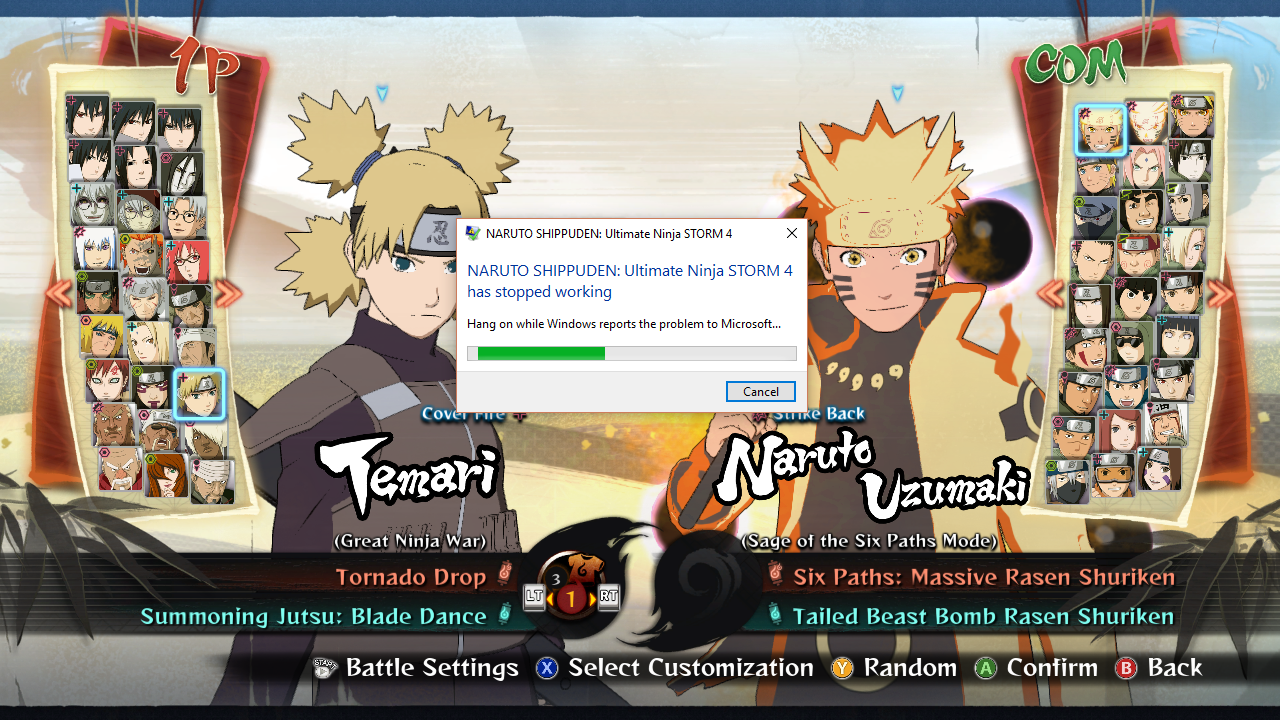 1P
COM
NARUTO SHIPPUDEN: Ultimate Ninja STORM 4
NARUTO SHIPPUDEN: Ultimate Ninja STORM 4
has stopped working
Hang on while Windows reports the problem to Microsoft...
Cancel
忍
Cover Fire
Strike Back
Temari
Naruto
Uzumaki
(Great Ninja War)
(Sage of the Six Paths Mode)
Tornado Drop
Six Paths: Massive Rasen Shuriken
3
LT 1 RT
Summoning Jutsu: Blade Dance
Tailed Beast Bomb Rasen Shuriken
START Battle Settings X Select Customization Y Random A Confirm B Back